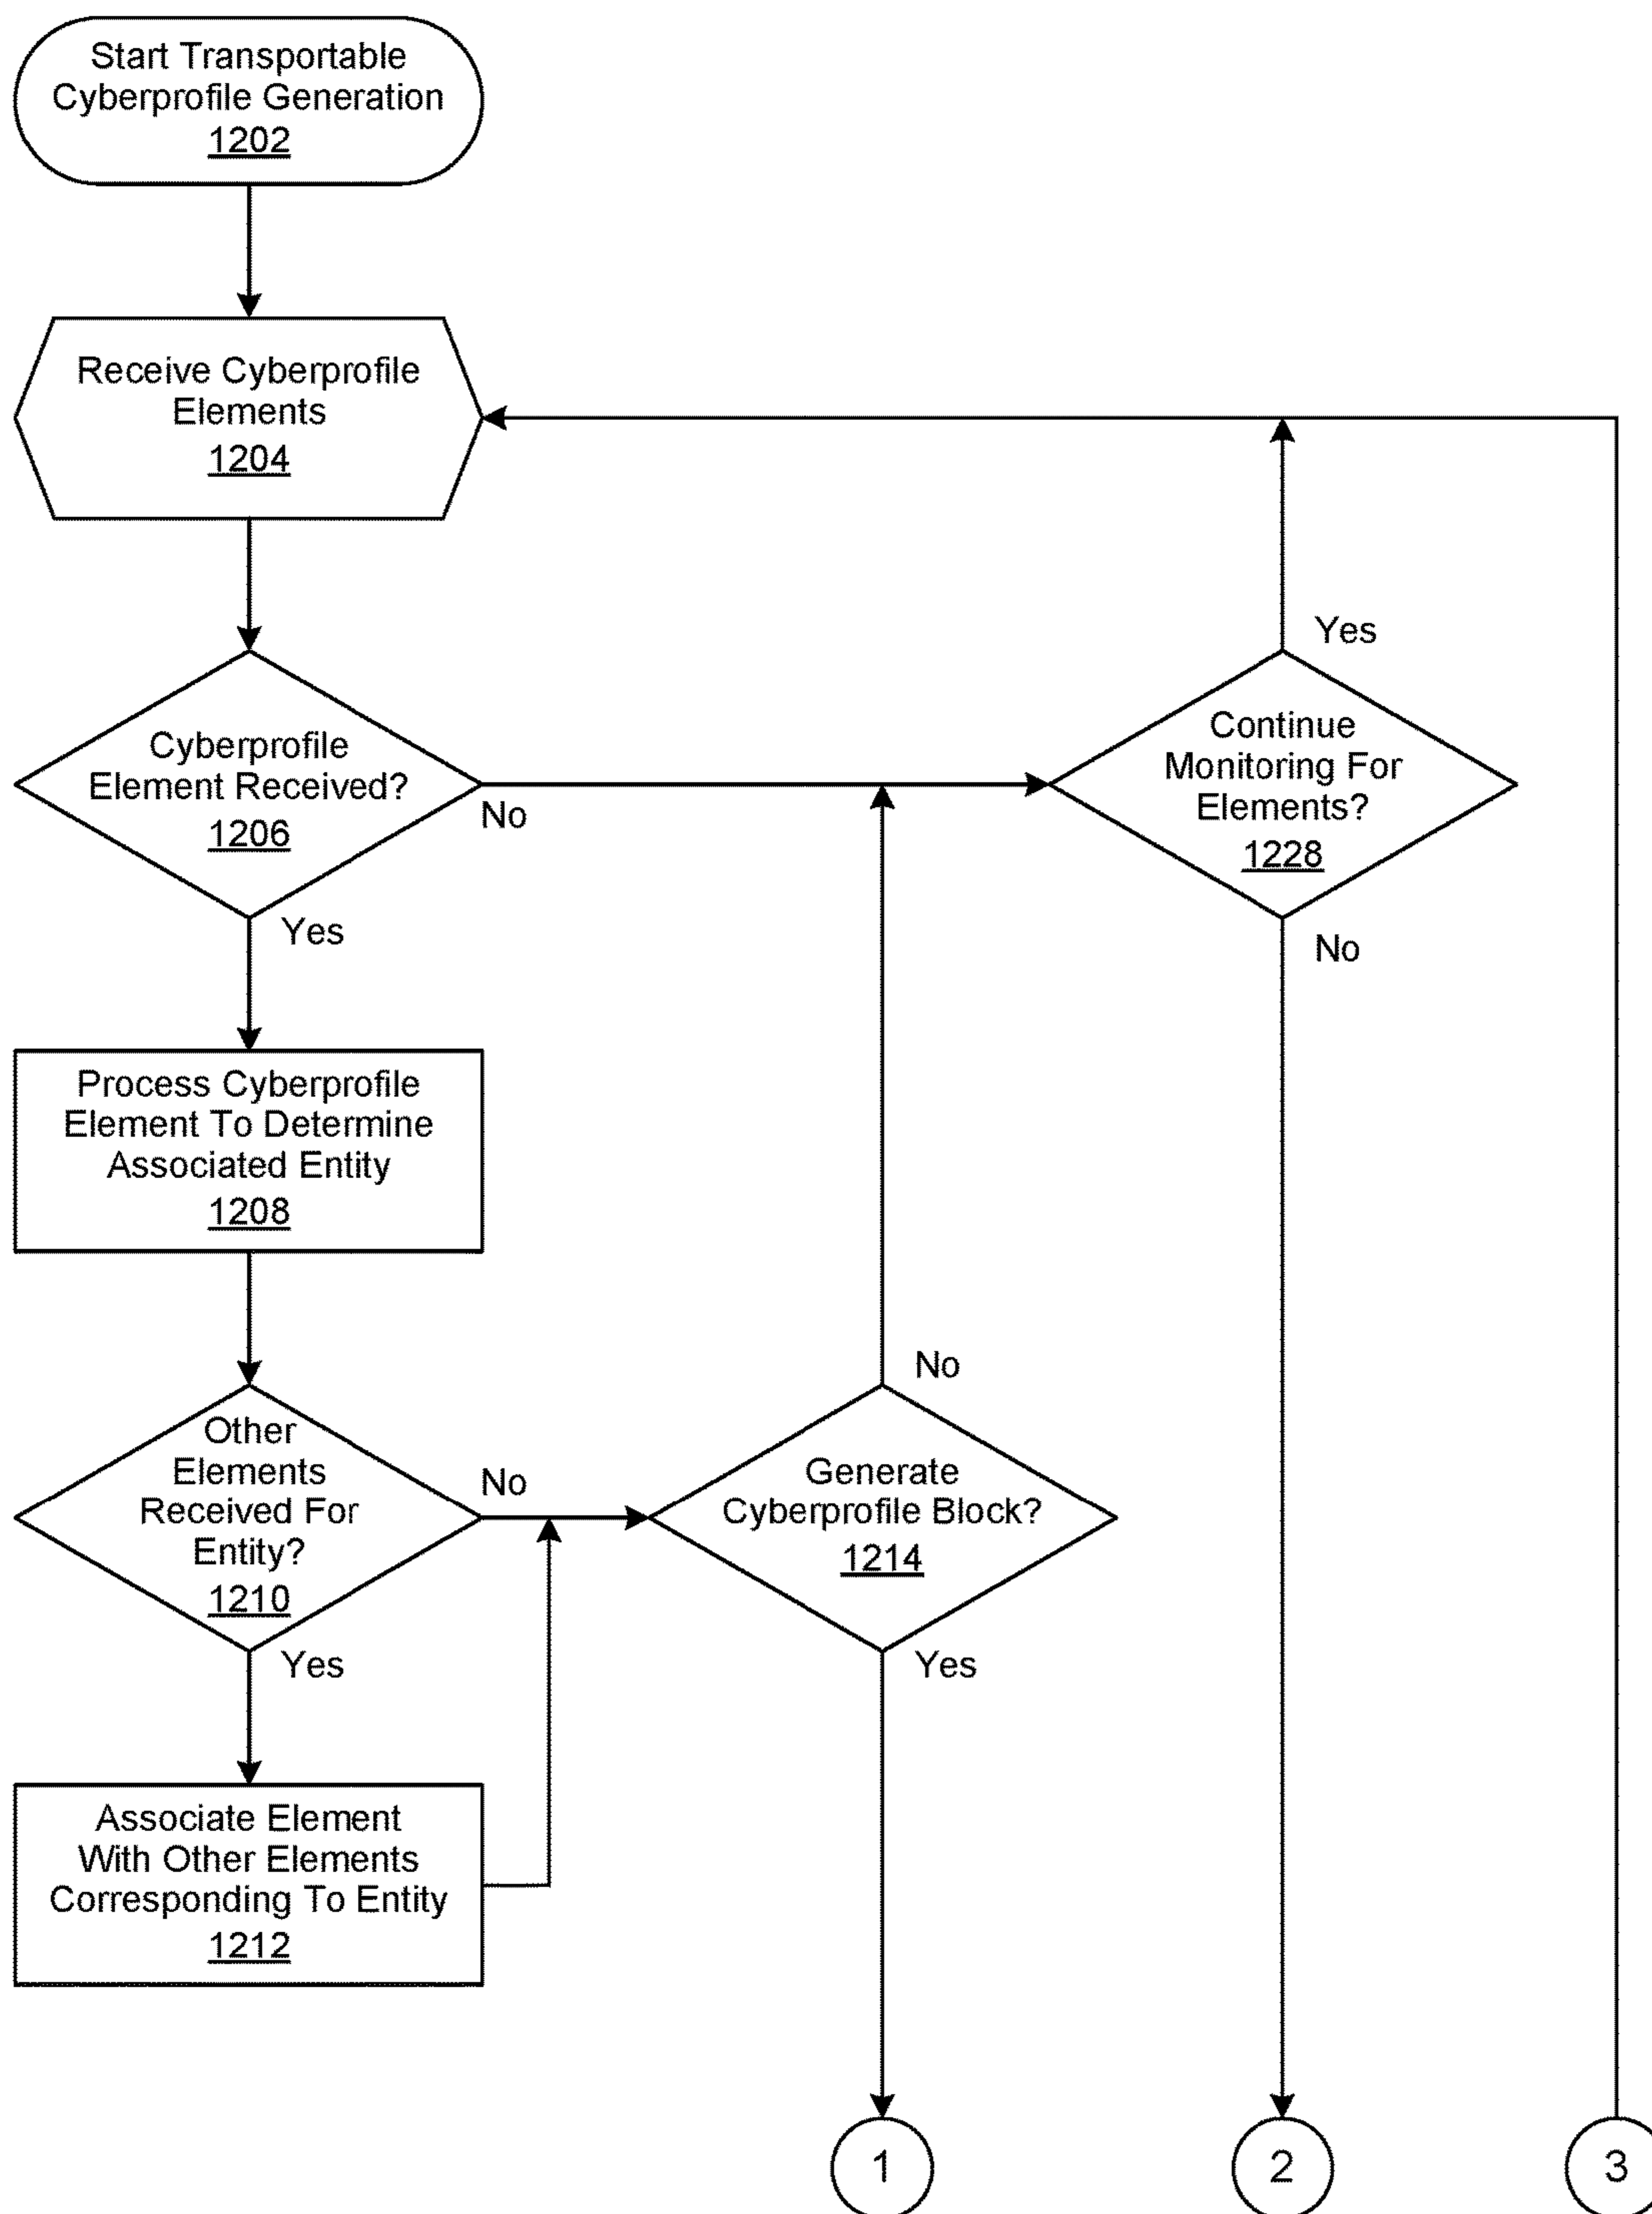 Start Transportable
Cyberprofile Generation
1202
Receive Cyberprofile
Elements
1204
Cyberprofile
Element Received?
1206
No
Yes
Continue
Monitoring For
Elements?
1228
Yes
No
Process Cyberprofile
Element To Determine
Associated Entity
1208
Other
Elements
Received For
Entity?
1210
No
Yes
Generate
Cyberprofile Block?
1214
No
Yes
Associate Element
With Other Elements
Corresponding To Entity
1212
1
2
3